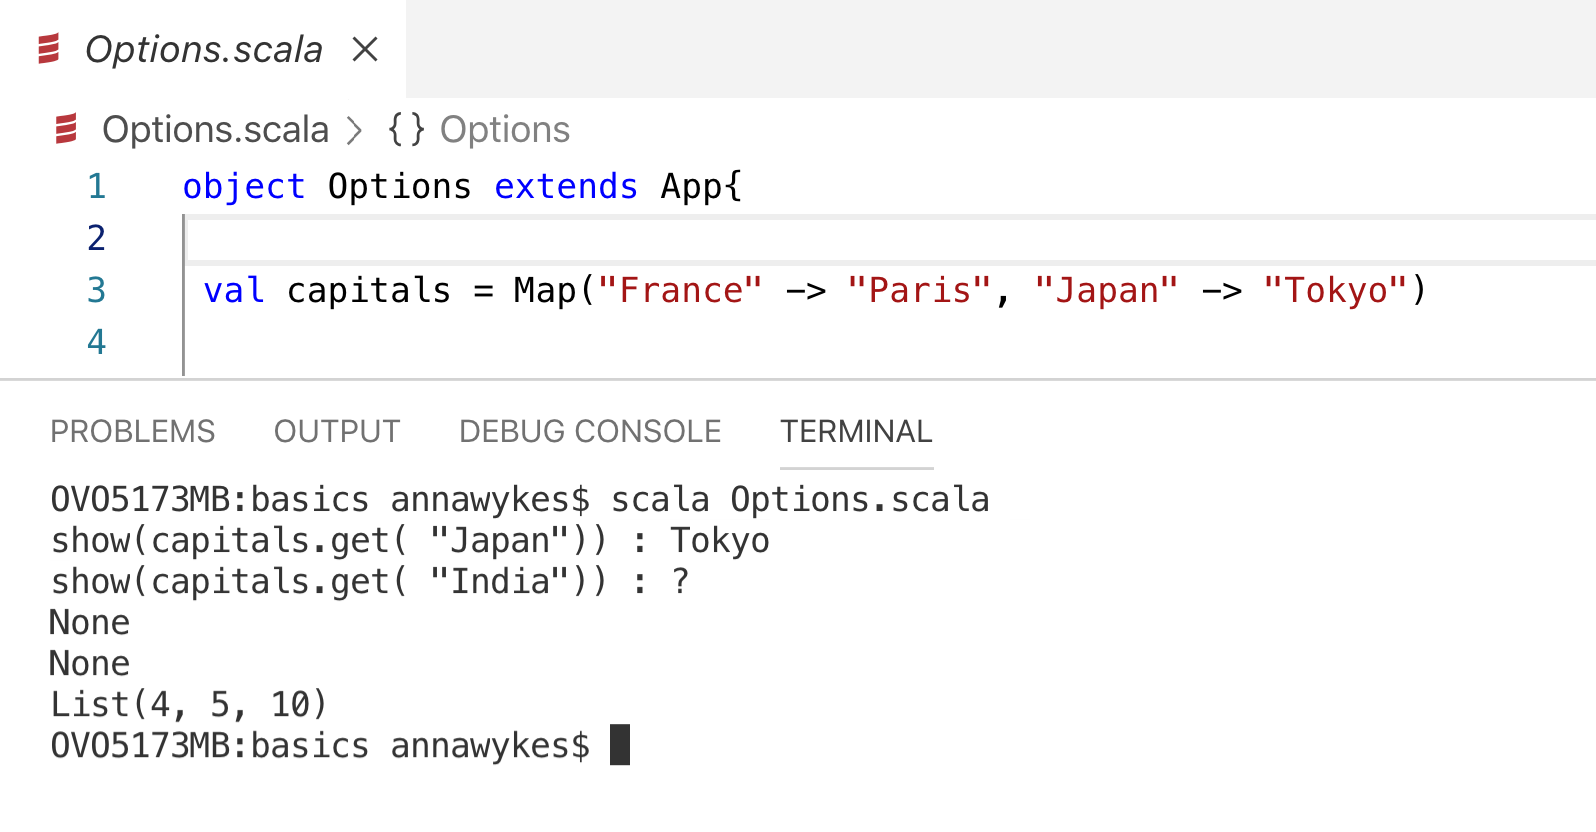 Options.scala
Options.scala > {} Options
1 object Options extends App{
2
3 val capitals = Map("France" -> "Paris", "Japan" -> "Tokyo")
4
PROBLEMS OUTPUT DEBUG CONSOLE TERMINAL
OVO5173MB:basics annawykes$ scala Options.scala
show(capitals.get( "Japan")) : Tokyo
show(capitals.get( "India")) : ?
None
None
List(4, 5, 10)
OVO5173MB:basics annawykes$